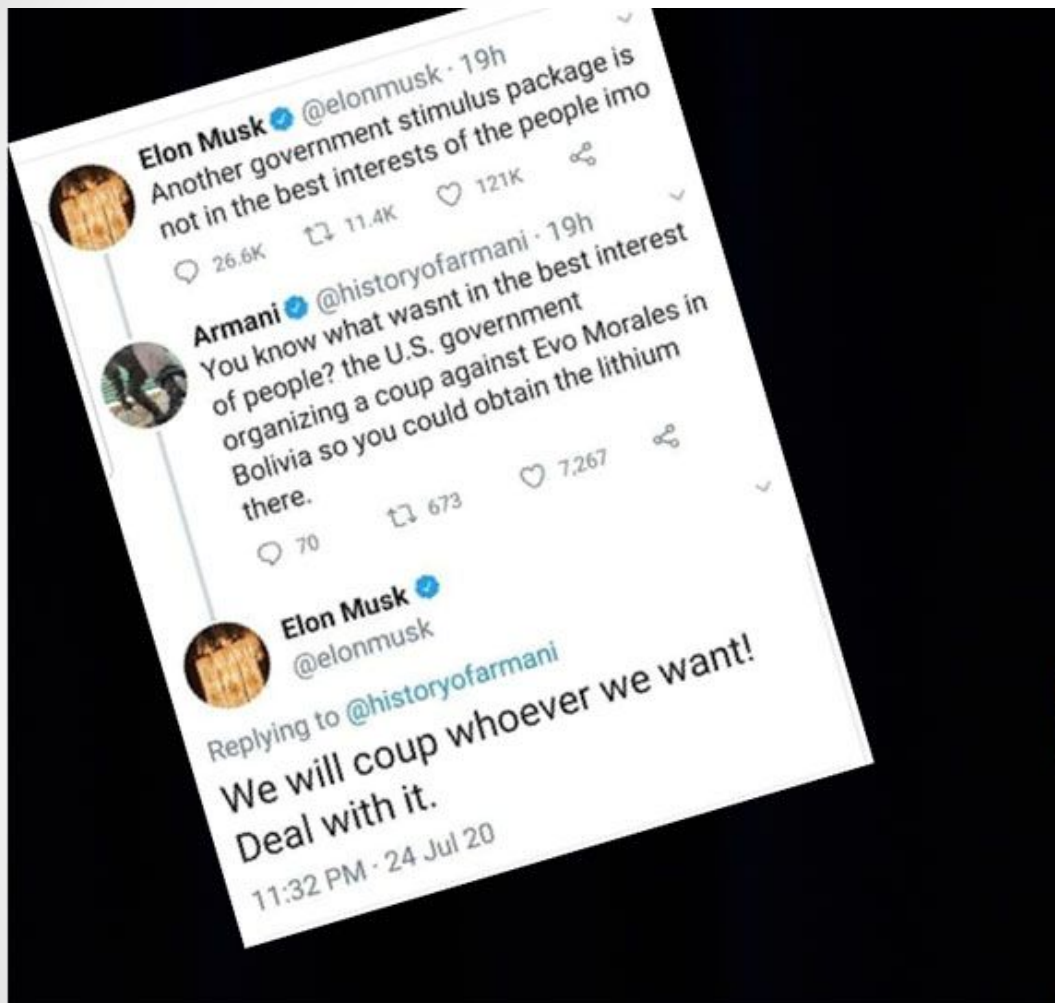 Elon Musk @elonmusk · 19h
Another government stimulus package is
not in the best interests of the people imo
26.6K 11.4K 121K
Armani @historyofarmani · 19h
You know what wasnt in the best interest
of people? the U.S. government
organizing a coup against Evo Morales in
Bolivia so you could obtain the lithium
there.
70 673 7,267
Elon Musk
@elonmusk
Replying to @historyofarmani
We will coup whoever we want!
Deal with it.
11:32 PM · 24 Jul 20